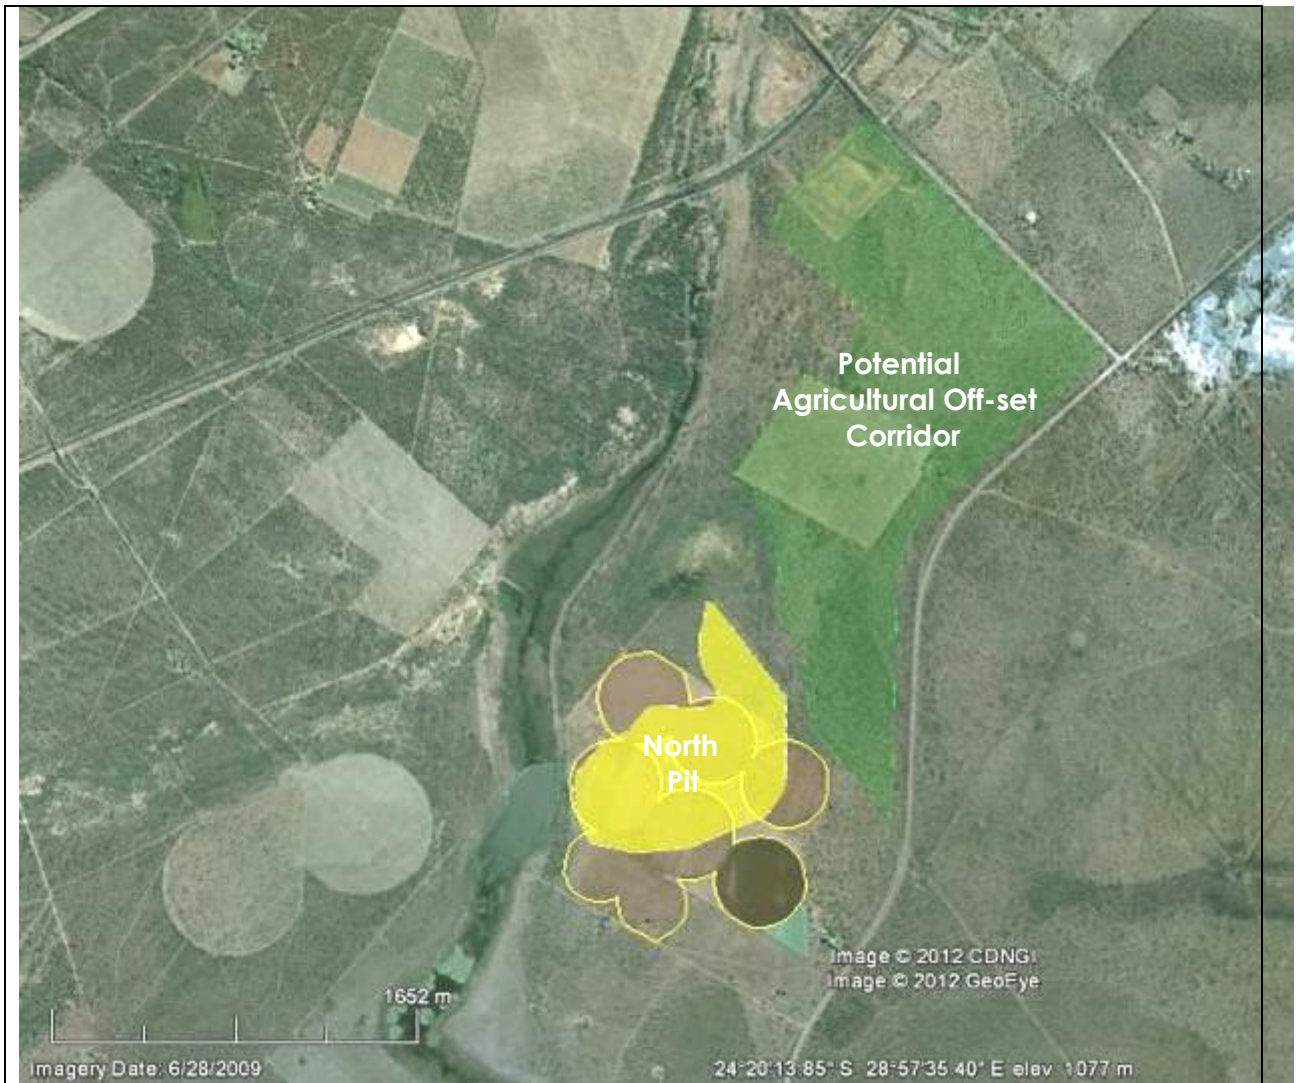 Potential
Agricultural Off-set
Corridor
North
Pit
Image © 2012 CDNGI
Image © 2012 GeoEye
1652 m
Imagery Date: 6/28/2009
24°20'13.85" S 28°57'35.40" E elev 1077 m